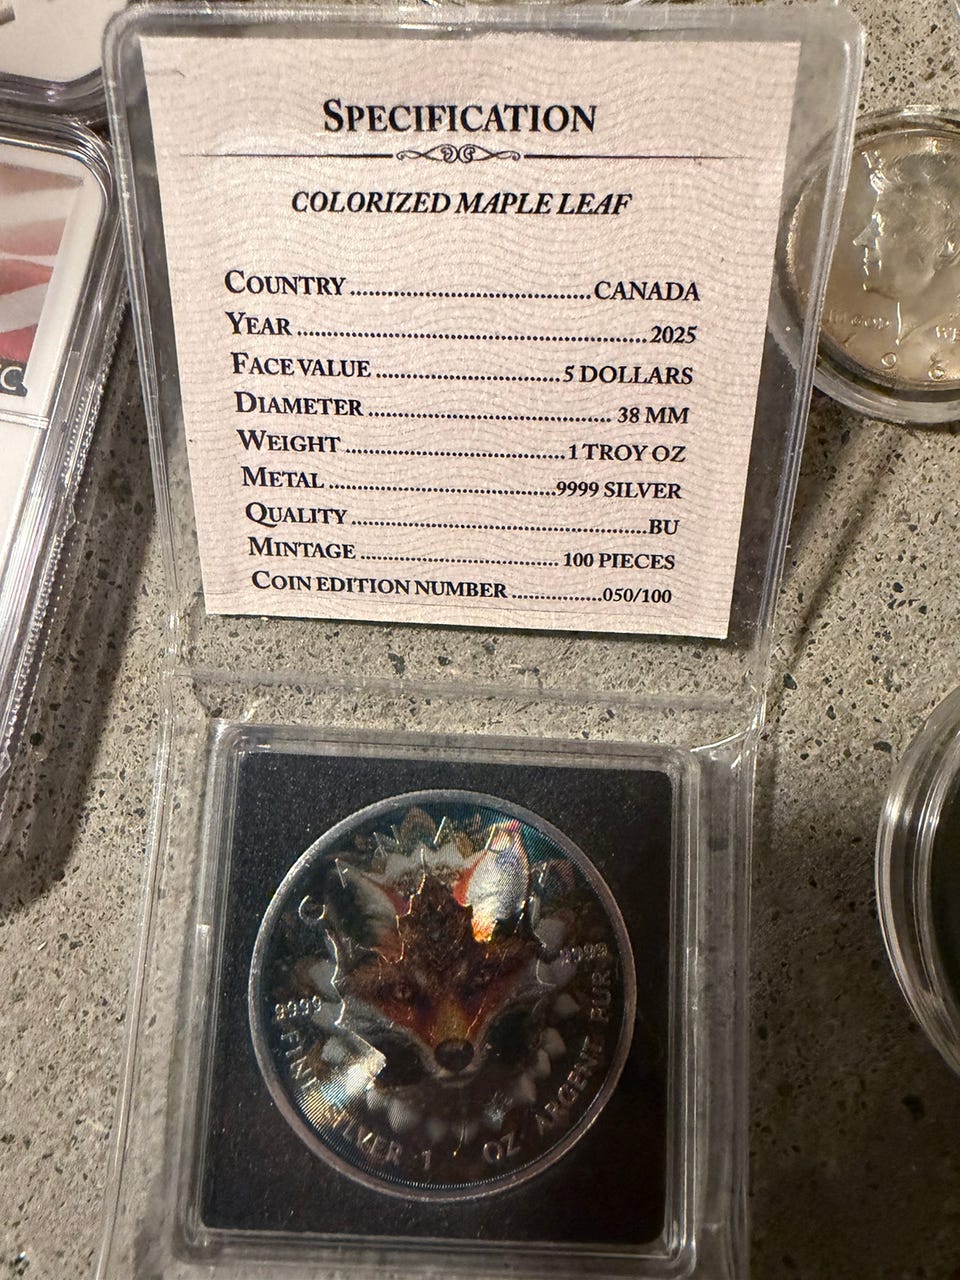 SPECIFICATION
COLORIZED MAPLE LEAF
COUNTRY..............................CANADA
YEAR..............................2025
FACE VALUE..............................5 DOLLARS
DIAMETER..............................38 MM
WEIGHT..............................1 TROY OZ
METAL...............................9999 SILVER
QUALITY..............................BU
MINTAGE..............................100 PIECES
COIN EDITION NUMBER...............050/100
CANADA
9999
9999
FINE SILVER 1 OZ ARGENT PUR
196
C